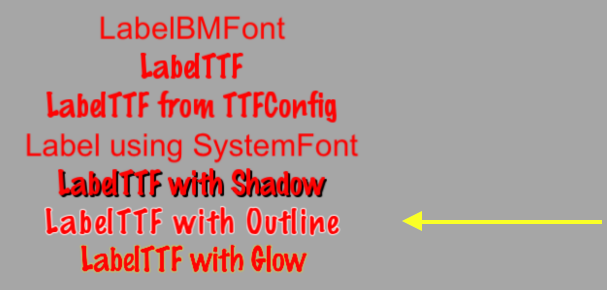 LabelBMFont
LabelTTF
LabelTTF from TTFConfig
Label using SystemFont
LabelTTF with Shadow
LabelTTF with Outline
LabelTTF with Glow